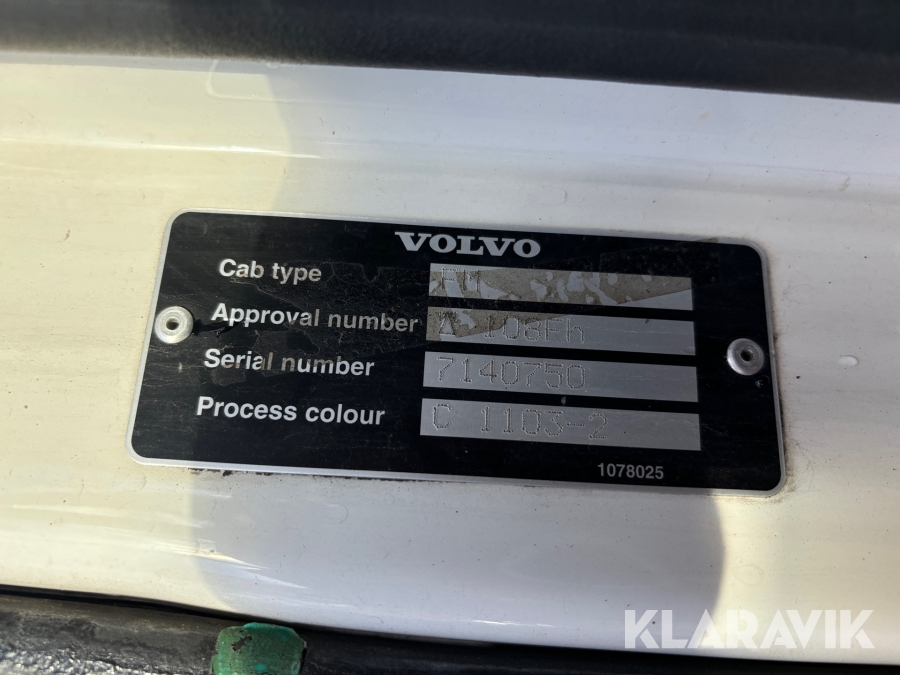 VOLVO
Cab type
Approval number
Serial number 7140750
Process colour C 1103-2
1078025
KLARAVIK